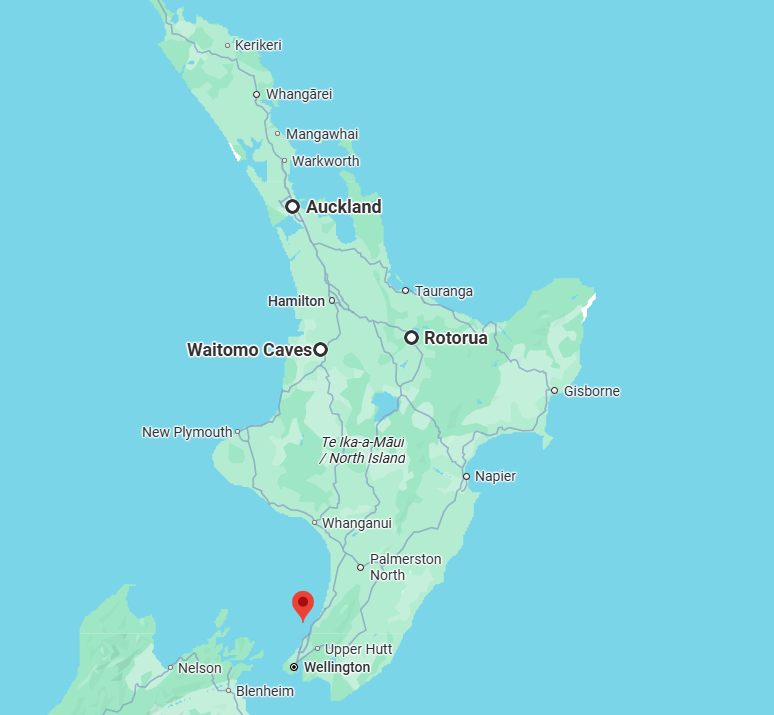 Kerikeri
Whangārei
Mangawhai
Warkworth
Auckland
Tauranga
Hamilton
Rotorua
Waitomo Caves
Gisborne
New Plymouth
Te Ika-a-Māui
/ North Island
Napier
Whanganui
Palmerston
North
Upper Hutt
Wellington
Nelson
Blenheim